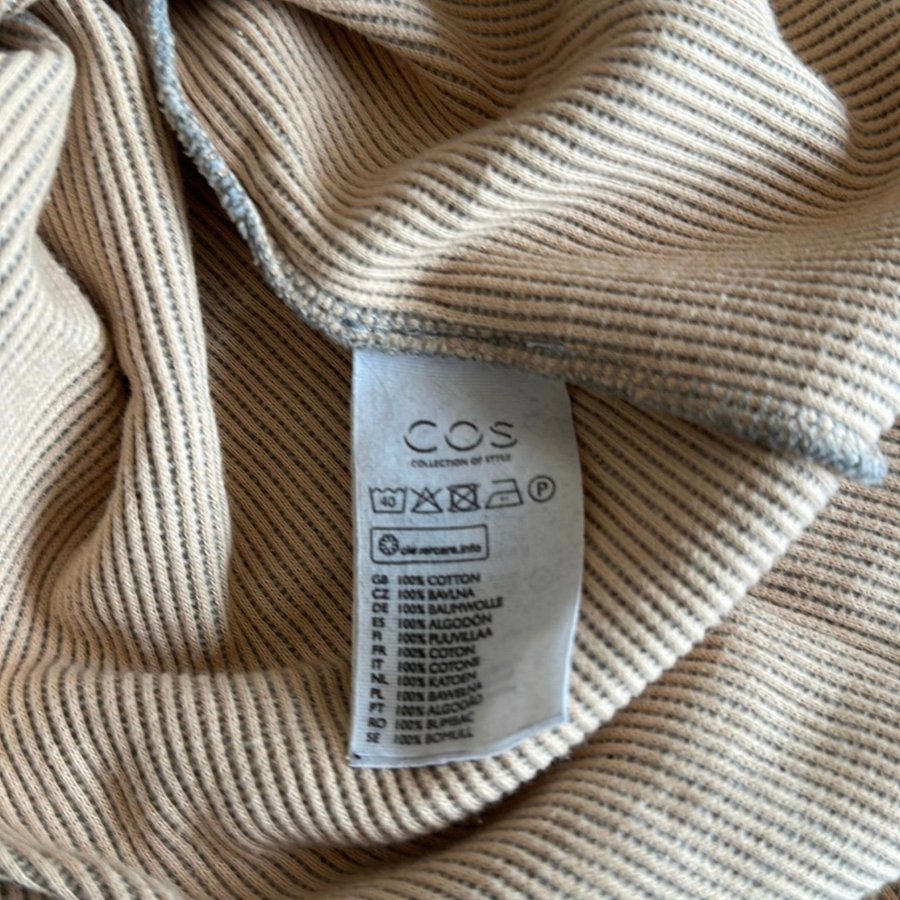 COS
COLLECTION OF STYLE
40 P
clevercare.info
GB 100% COTTON
CZ 100% BAVLNA
DE 100% BAUMWOLLE
ES 100% ALGODÓN
FI 100% PUUVILLAA
FR 100% COTON
IT 100% COTONE
NL 100% KATOEN
PL 100% BAWEŁNA
PT 100% ALGODÃO
RO 100% BUMBAC
SE 100% BOMULL